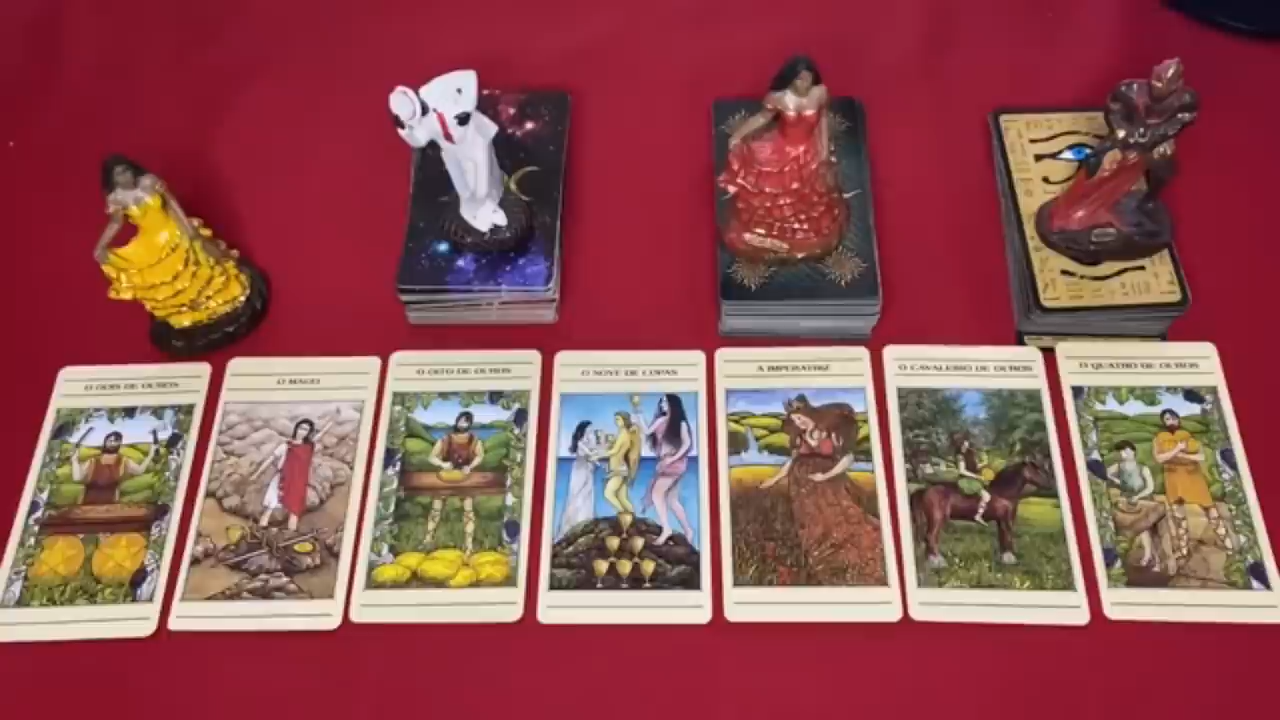 O DOIS DE OUROS
O MAGO
O OITO DE OUROS
O NOVE DE COPAS
A IMPERATRIZ
O CAVALEIRO DE OUROS
O QUATRO DE OUROS